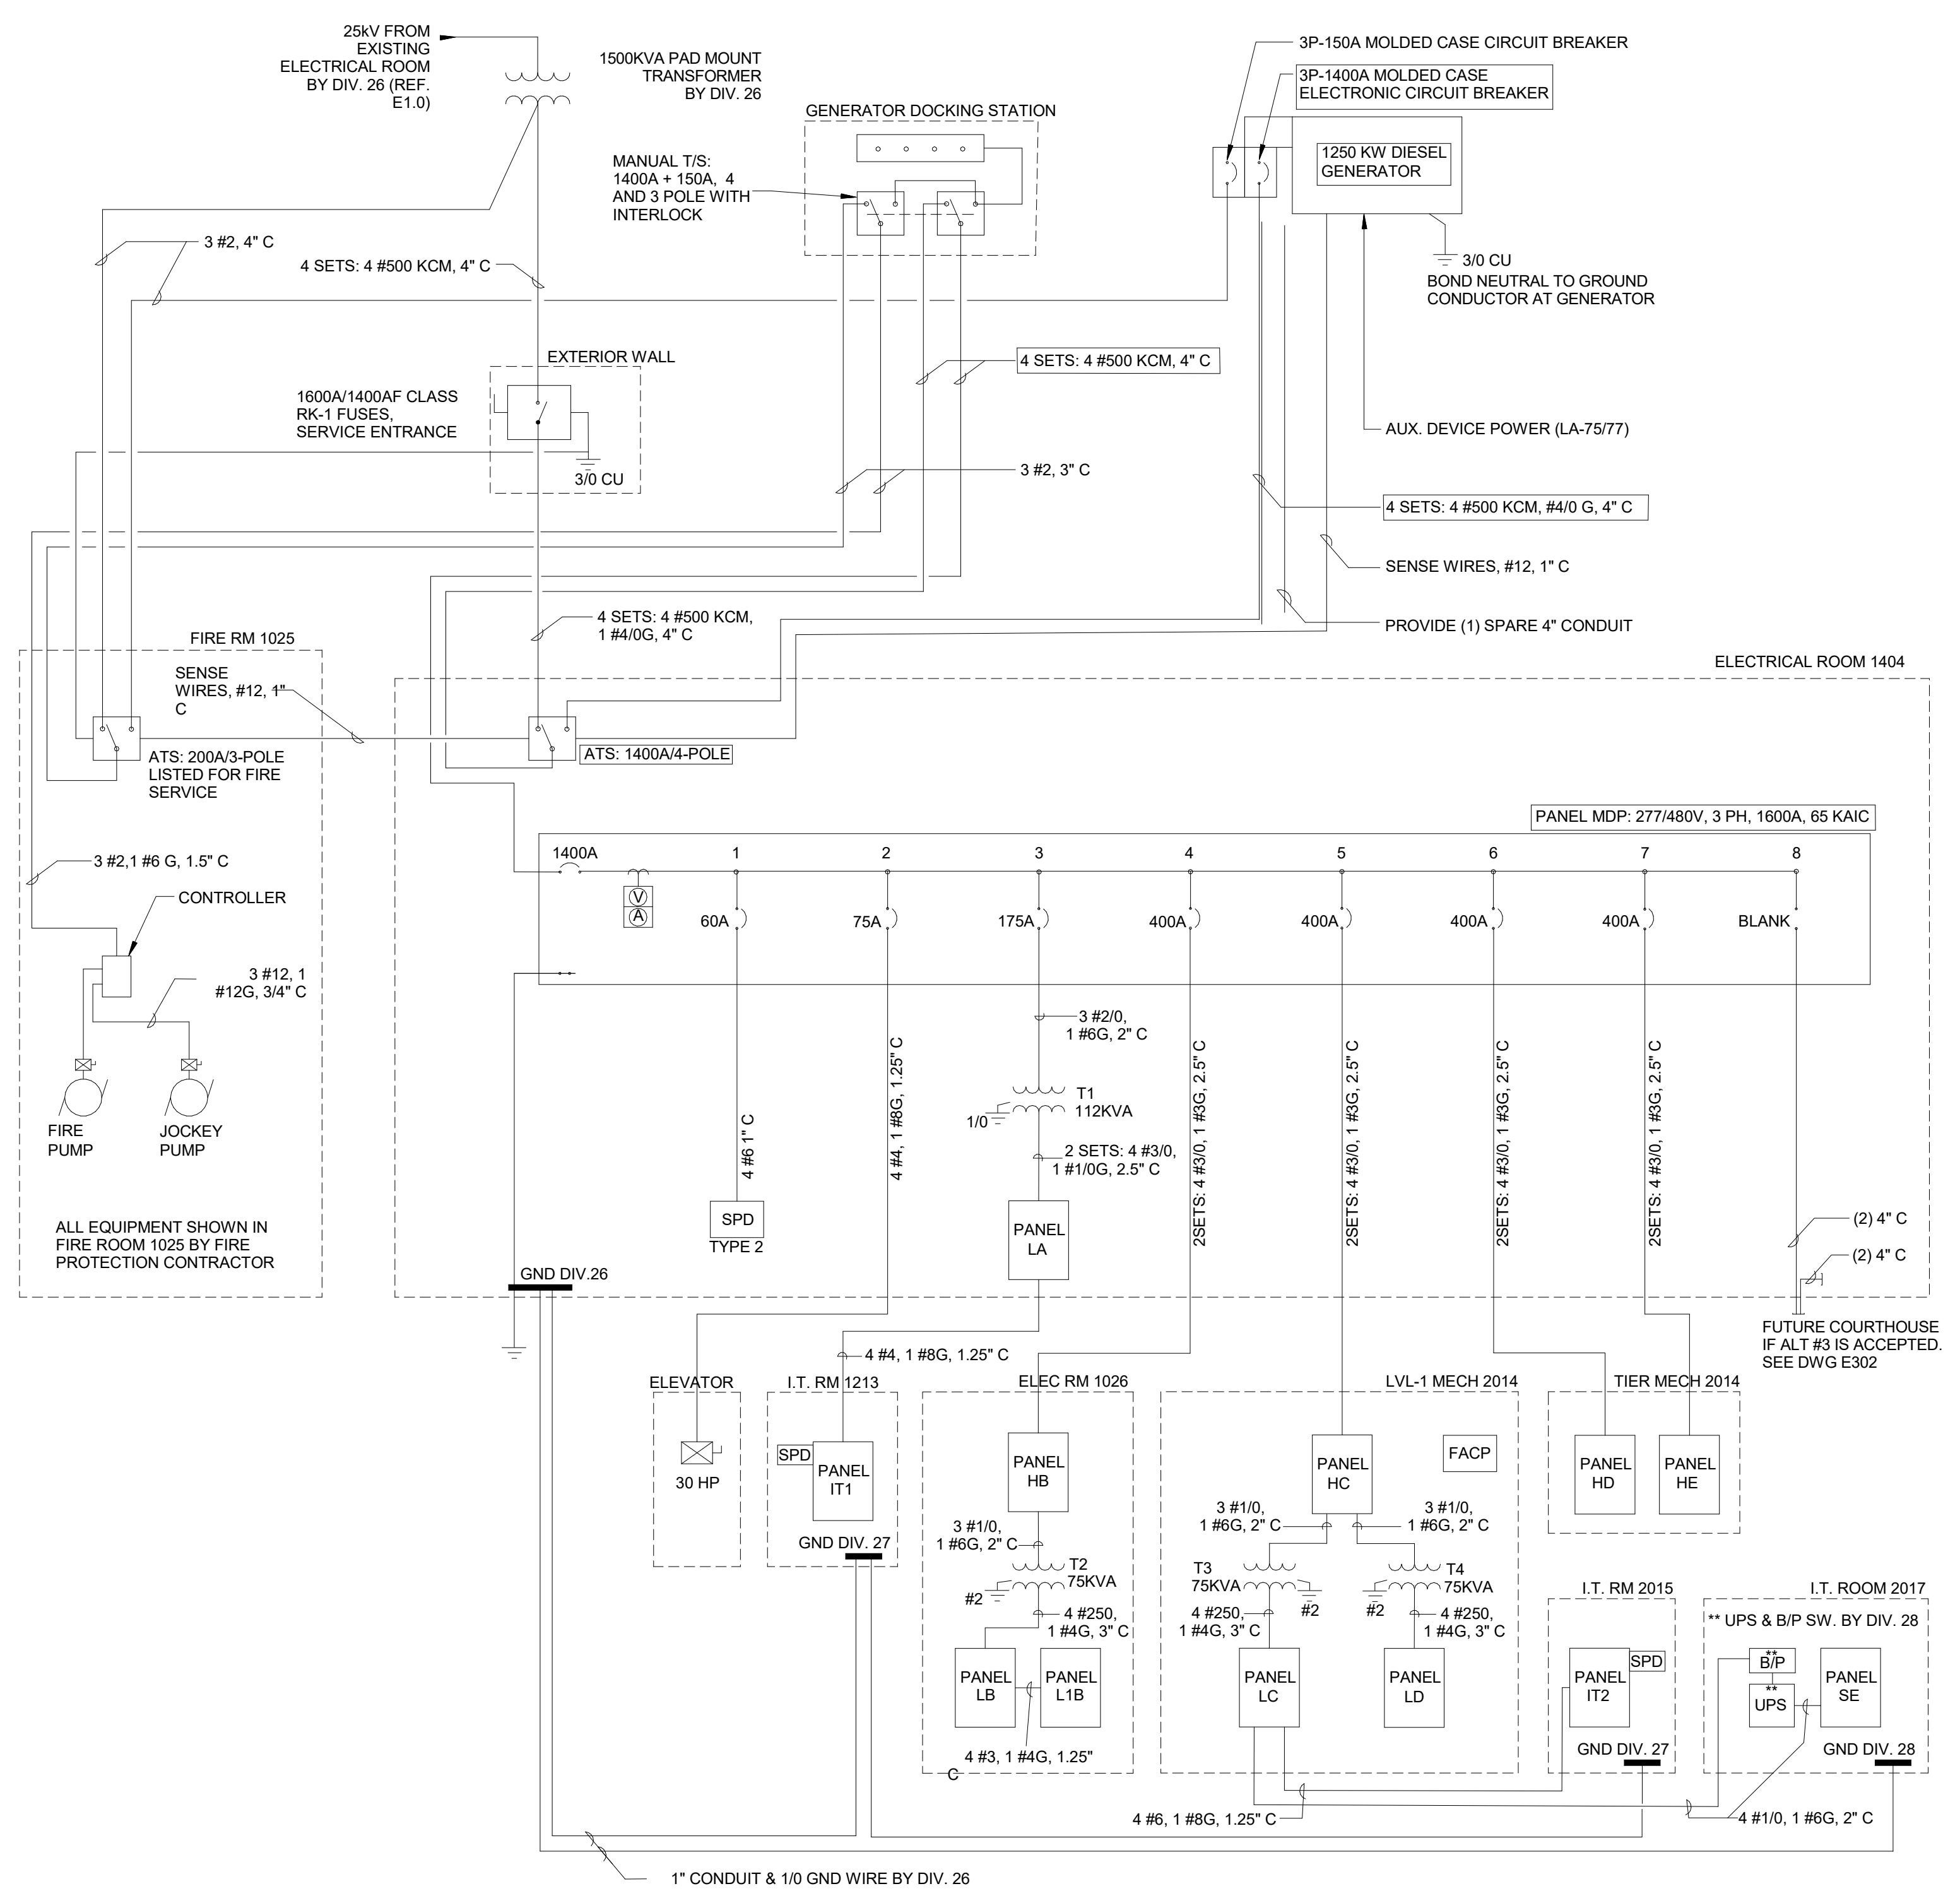 25kV FROM
EXISTING
ELECTRICAL ROOM
BY DIV. 26 (REF.
E1.0)
1500KVA PAD MOUNT
TRANSFORMER
BY DIV. 26
GENERATOR DOCKING STATION
MANUAL T/S:
1400A + 150A, 4
AND 3 POLE WITH
INTERLOCK
3P-150A MOLDED CASE CIRCUIT BREAKER
3P-1400A MOLDED CASE
ELECTRONIC CIRCUIT BREAKER
1250 KW DIESEL
GENERATOR
3/0 CU
BOND NEUTRAL TO GROUND
CONDUCTOR AT GENERATOR
3 #2, 4" C
4 SETS: 4 #500 KCM, 4" C
EXTERIOR WALL
1600A/1400AF CLASS
RK-1 FUSES,
SERVICE ENTRANCE
3/0 CU
4 SETS: 4 #500 KCM, 4" C
AUX. DEVICE POWER (LA-75/77)
3 #2, 3" C
4 SETS: 4 #500 KCM, #4/0 G, 4" C
SENSE WIRES, #12, 1" C
4 SETS: 4 #500 KCM,
1 #4/0G, 4" C
PROVIDE (1) SPARE 4" CONDUIT
FIRE RM 1025
ELECTRICAL ROOM 1404
SENSE
WIRES, #12, 1"
C
ATS: 200A/3-POLE
LISTED FOR FIRE
SERVICE
ATS: 1400A/4-POLE
PANEL MDP: 277/480V, 3 PH, 1600A, 65 KAIC
3 #2,1 #6 G, 1.5" C
CONTROLLER
3 #12, 1
#12G, 3/4" C
FIRE
PUMP
JOCKEY
PUMP
ALL EQUIPMENT SHOWN IN
FIRE ROOM 1025 BY FIRE
PROTECTION CONTRACTOR
1400A
1
2
3
4
5
6
7
8
V
A
60A
75A
175A
400A
400A
400A
400A
BLANK
3 #2/0,
1 #6G, 2" C
T1
112KVA
1/0
2 SETS: 4 #3/0,
1 #1/0G, 2.5" C
4 #6 1" C
4 #4, 1 #8G, 1.25" C
2SETS: 4 #3/0, 1 #3G, 2.5" C
2SETS: 4 #3/0, 1 #3G, 2.5" C
2SETS: 4 #3/0, 1 #3G, 2.5" C
2SETS: 4 #3/0, 1 #3G, 2.5" C
SPD
TYPE 2
PANEL
LA
(2) 4" C
(2) 4" C
GND DIV.26
FUTURE COURTHOUSE
IF ALT #3 IS ACCEPTED.
SEE DWG E302
4 #4, 1 #8G, 1.25" C
ELEVATOR
I.T. RM 1213
ELEC RM 1026
LVL-1 MECH 2014
TIER MECH 2014
30 HP
SPD
PANEL
IT1
GND DIV. 27
PANEL
HB
3 #1/0,
1 #6G, 2" C
T2
75KVA
#2
4 #250,
1 #4G, 3" C
PANEL
LB
PANEL
L1B
4 #3, 1 #4G, 1.25"
C
PANEL
HC
FACP
3 #1/0,
1 #6G, 2" C
3 #1/0,
1 #6G, 2" C
T3
75KVA
#2
T4
75KVA
#2
4 #250,
1 #4G, 3" C
4 #250,
1 #4G, 3" C
PANEL
LC
PANEL
LD
PANEL
HD
PANEL
HE
I.T. RM 2015
I.T. ROOM 2017
** UPS & B/P SW. BY DIV. 28
PANEL
IT2
SPD
**
B/P
**
UPS
PANEL
SE
GND DIV. 27
GND DIV. 28
4 #6, 1 #8G, 1.25" C
4 #1/0, 1 #6G, 2" C
1" CONDUIT & 1/0 GND WIRE BY DIV. 26